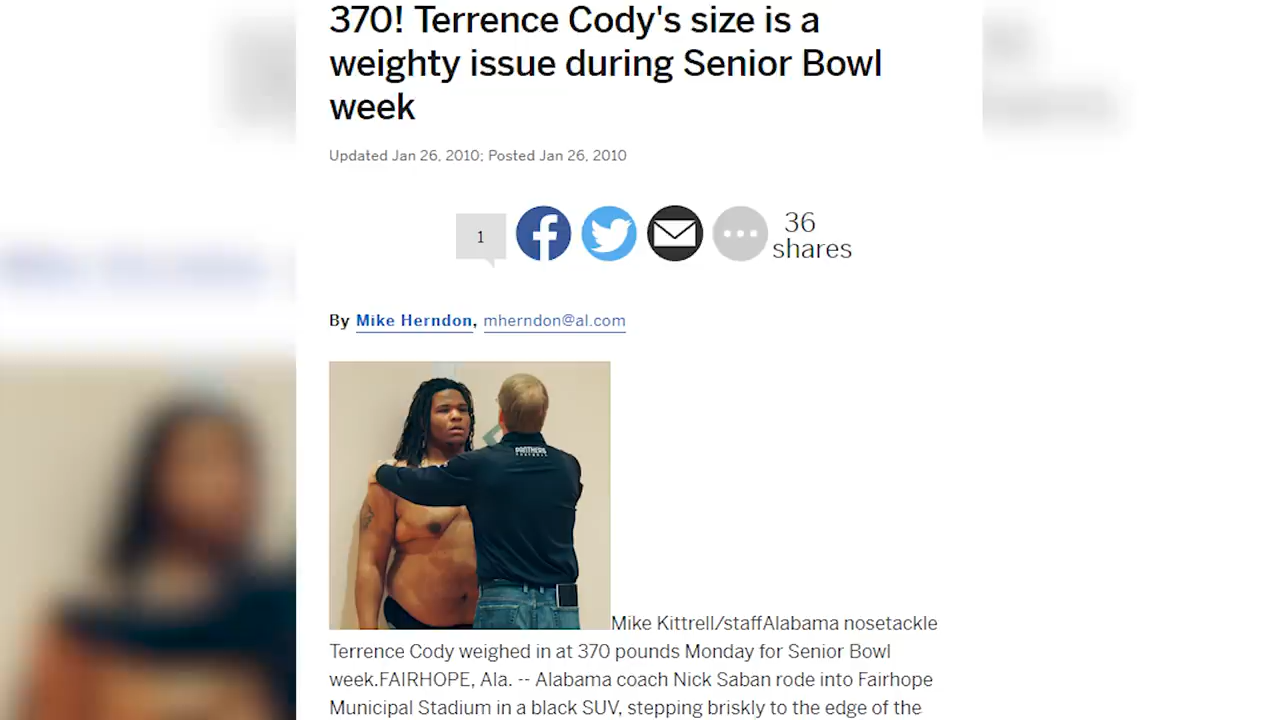 370! Terrence Cody's size is a
weighty issue during Senior Bowl
week
Updated Jan 26, 2010; Posted Jan 26, 2010
1
36
shares
By Mike Herndon, mherndon@al.com
PANTHERS
FOOTBALL
Mike Kittrell/staffAlabama nosetackle
Terrence Cody weighed in at 370 pounds Monday for Senior Bowl
week.FAIRHOPE, Ala. -- Alabama coach Nick Saban rode into Fairhope
Municipal Stadium in a black SUV, stepping briskly to the edge of the